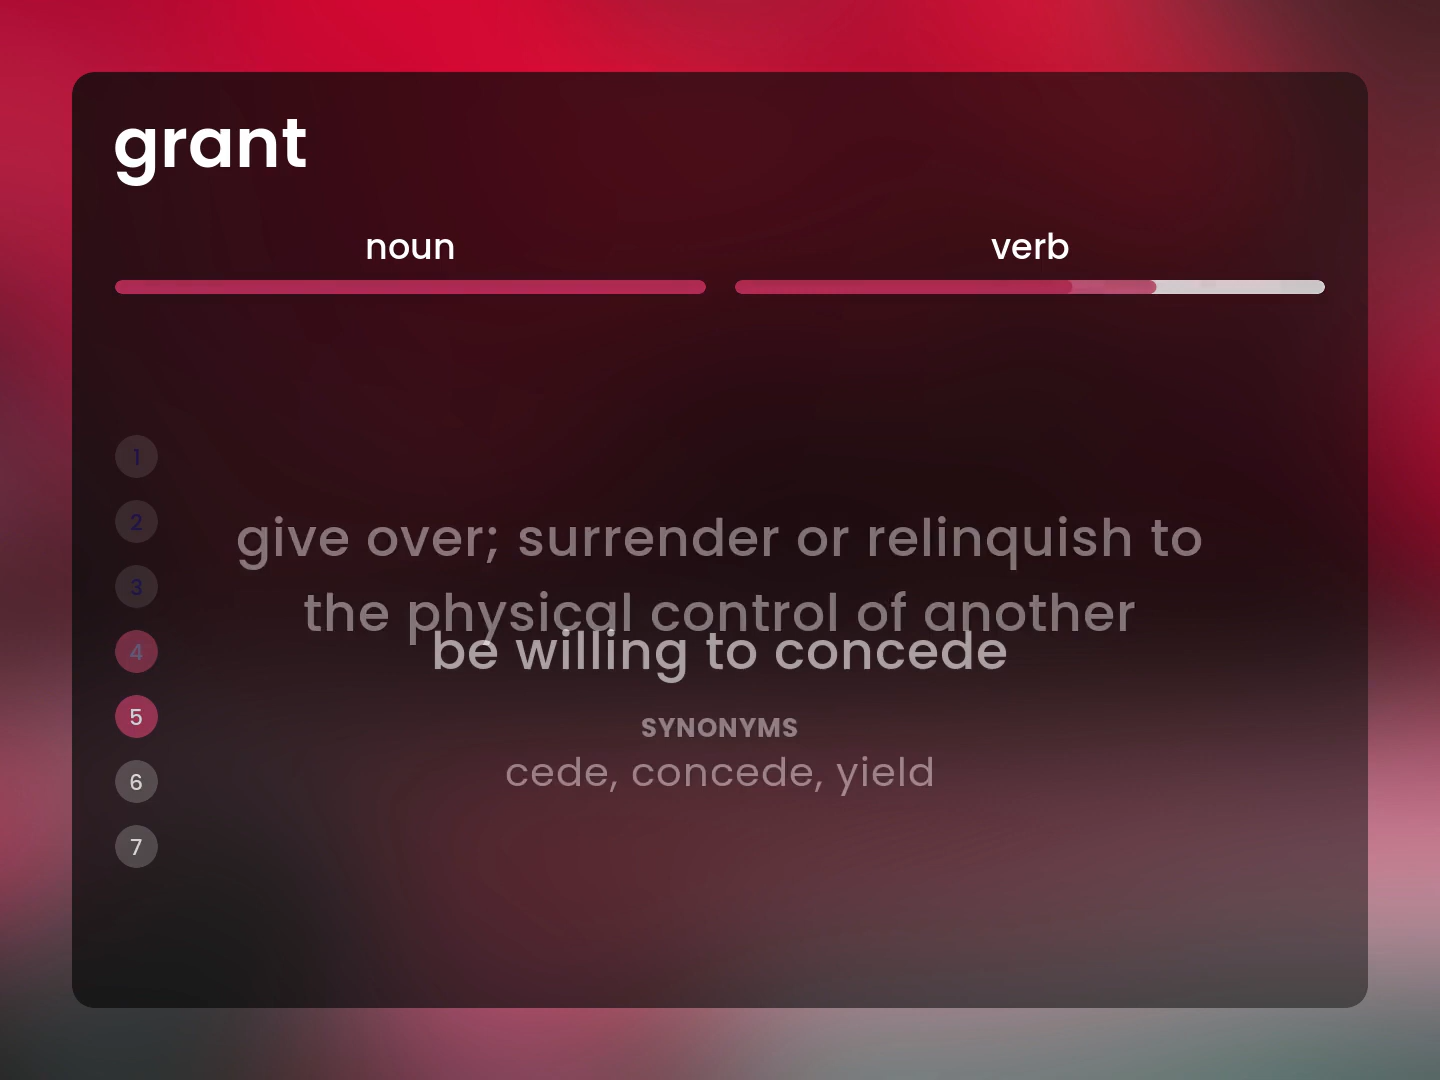 grant
noun
verb
1
2
3
4
5
6
7
give over; surrender or relinquish to
the physical control of another
be willing to concede
SYNONYMS
cede, concede, yield